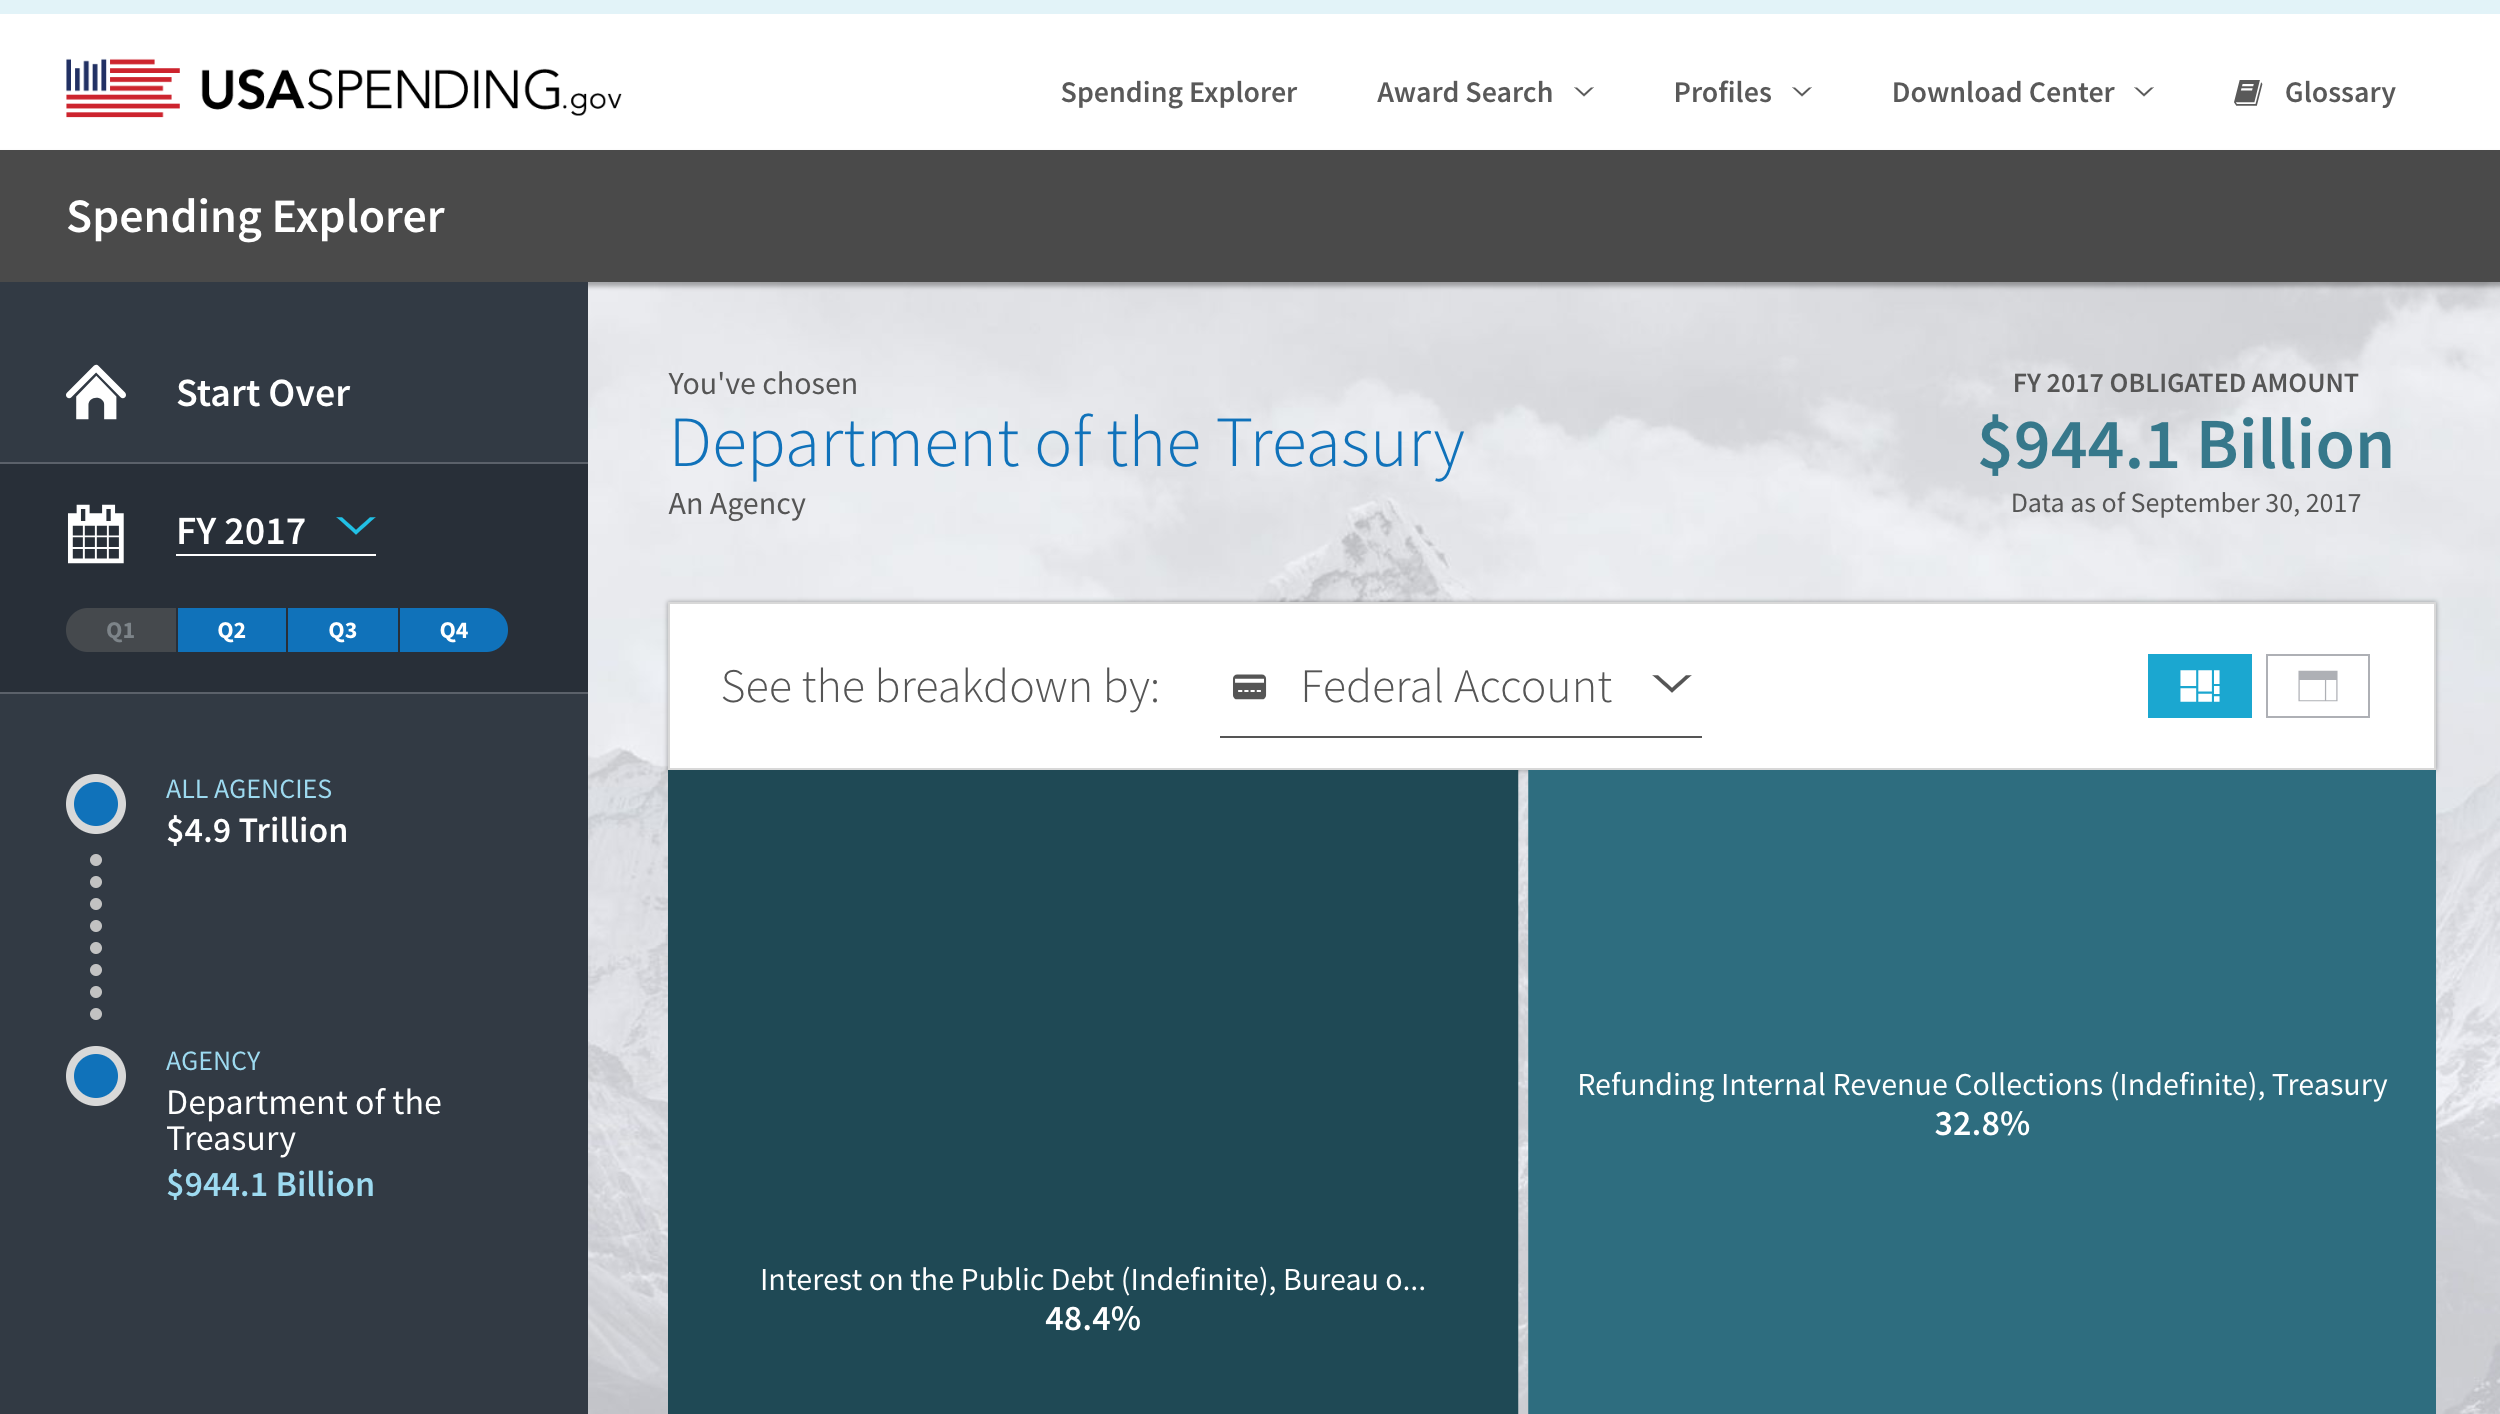 USASPENDING.gov
Spending Explorer
Award Search
Profiles
Download Center
Glossary
Spending Explorer
Start Over
FY 2017
Q1 Q2 Q3 Q4
ALL AGENCIES
$4.9 Trillion
AGENCY
Department of the
Treasury
$944.1 Billion
You've chosen
Department of the Treasury
An Agency
FY 2017 OBLIGATED AMOUNT
$944.1 Billion
Data as of September 30, 2017
See the breakdown by: Federal Account
Interest on the Public Debt (Indefinite), Bureau o...
48.4%
Refunding Internal Revenue Collections (Indefinite), Treasury
32.8%